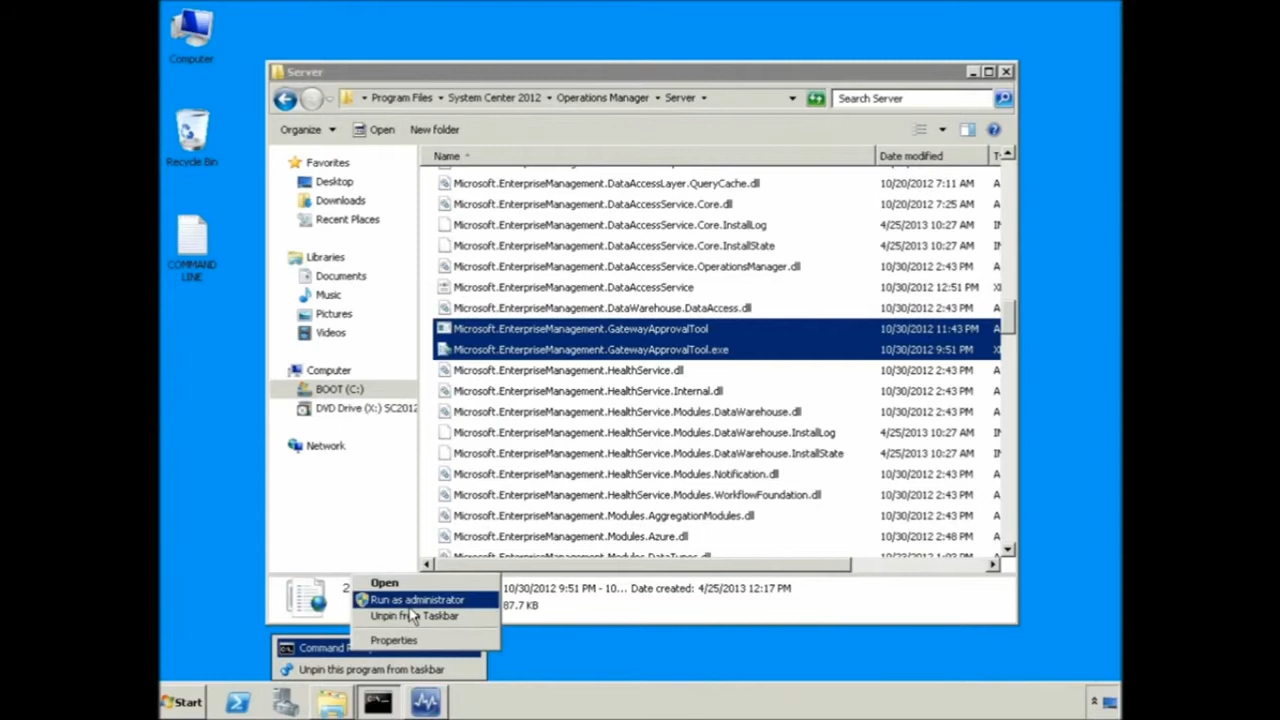 Computer
Recycle Bin
COMMAND
LINE
Server
Program Files
System Center 2012
Operations Manager
Server
Search Server
Organize
Open
New folder
Name
Date modified
Favorites
Desktop
Downloads
Recent Places
Libraries
Documents
Music
Pictures
Videos
Computer
BOOT (C:)
DVD Drive (X:) SC2012
Network
Microsoft.EnterpriseManagement.DataAccessLayer.QueryCache.dll 10/20/2012 7:11 AM A
Microsoft.EnterpriseManagement.DataAccessService.Core.dll 10/20/2012 7:25 AM A
Microsoft.EnterpriseManagement.DataAccessService.Core.InstallLog 4/25/2013 10:27 AM
Microsoft.EnterpriseManagement.DataAccessService.Core.InstallState 4/25/2013 10:27 AM
Microsoft.EnterpriseManagement.DataAccessService.OperationsManager.dll 10/30/2012 2:43 PM A
Microsoft.EnterpriseManagement.DataAccessService 10/30/2012 12:51 PM
Microsoft.EnterpriseManagement.DataWarehouse.DataAccess.dll 10/30/2012 2:43 PM A
Microsoft.EnterpriseManagement.GatewayApprovalTool 10/30/2012 11:43 PM A
Microsoft.EnterpriseManagement.GatewayApprovalTool.exe 10/30/2012 9:51 PM
Microsoft.EnterpriseManagement.HealthService.dll 10/30/2012 2:43 PM A
Microsoft.EnterpriseManagement.HealthService.Internal.dll 10/30/2012 2:43 PM A
Microsoft.EnterpriseManagement.HealthService.Modules.DataWarehouse.dll 10/30/2012 2:43 PM A
Microsoft.EnterpriseManagement.HealthService.Modules.DataWarehouse.InstallLog 4/25/2013 10:27 AM
Microsoft.EnterpriseManagement.HealthService.Modules.DataWarehouse.InstallState 4/25/2013 10:27 AM
Microsoft.EnterpriseManagement.HealthService.Modules.Notification.dll 10/30/2012 2:43 PM A
Microsoft.EnterpriseManagement.HealthService.Modules.WorkflowFoundation.dll 10/30/2012 2:43 PM A
Microsoft.EnterpriseManagement.Modules.AggregationModules.dll 10/30/2012 2:43 PM A
Microsoft.EnterpriseManagement.Modules.Azure.dll 10/30/2012 2:48 PM A
Microsoft.EnterpriseManagement.Modules.DataTypes.dll
2
10/30/2012 9:51 PM - 10... Date created: 4/25/2013 12:17 PM
87.7 KB
Open
Run as administrator
Unpin from Taskbar
Properties
Command
Unpin this program from taskbar
Start